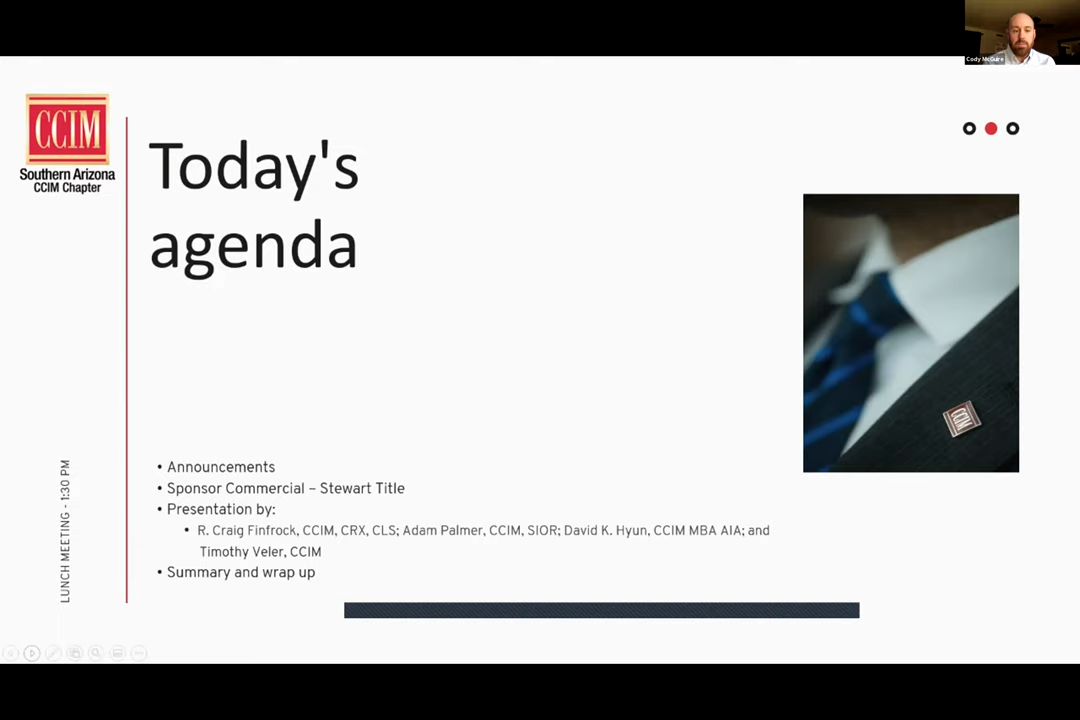 Cody McGuire
CCIM
Southern Arizona
CCIM Chapter
Today's
agenda
LUNCH MEETING - 1:30 PM
• Announcements
• Sponsor Commercial – Stewart Title
• Presentation by:
• R. Craig Finfrock, CCIM, CRX, CLS; Adam Palmer, CCIM, SIOR; David K. Hyun, CCIM MBA AIA; and
Timothy Veler, CCIM
• Summary and wrap up
CCIM